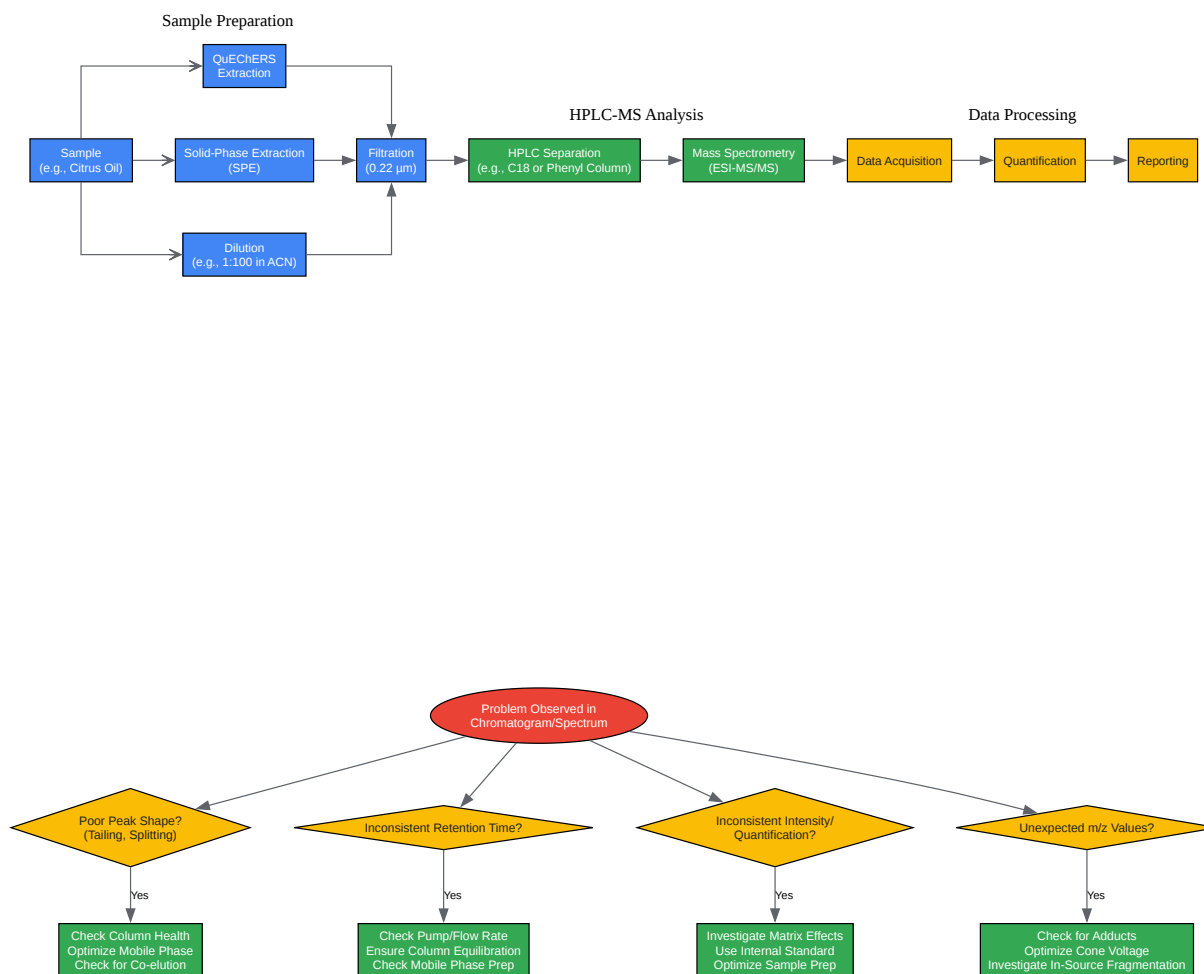 Sample Preparation
QuEChERS
Extraction
HPLC-MS Analysis
Data Processing
Sample
(e.g., Citrus Oil)
Solid-Phase Extraction
(SPE)
Filtration
(0.22 µm)
HPLC Separation
(e.g., C18 or Phenyl Column)
Mass Spectrometry
(ESI-MS/MS)
Data Acquisition
Quantification
Reporting
Dilution
(e.g., 1:100 in ACN)
Problem Observed in
Chromatogram/Spectrum
Poor Peak Shape?
(Tailing, Splitting)
Inconsistent Retention Time?
Inconsistent Intensity/
Quantification?
Unexpected m/z Values?
Yes
Yes
Yes
Yes
Check Column Health
Optimize Mobile Phase
Check for Co-elution
Check Pump/Flow Rate
Ensure Column Equilibration
Check Mobile Phase Prep
Investigate Matrix Effects
Use Internal Standard
Optimize Sample Prep
Check for Adducts
Optimize Cone Voltage
Investigate In-Source Fragmentation